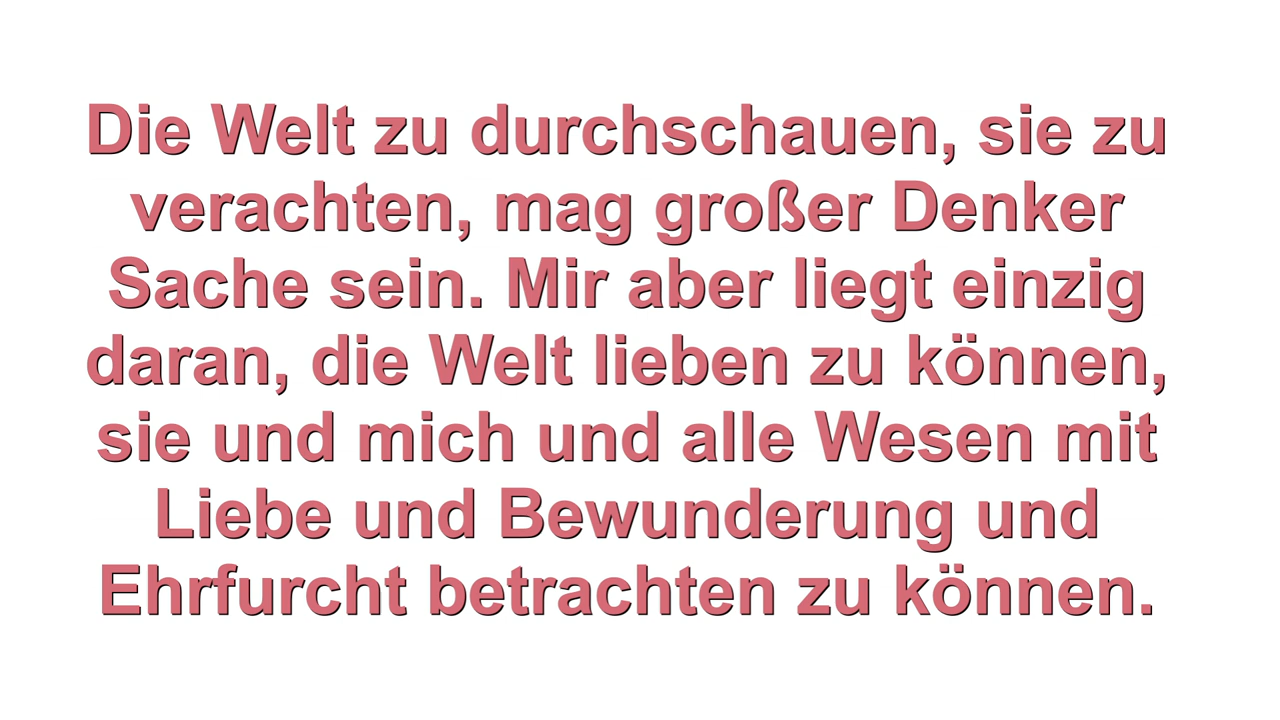 Die Welt zu durchschauen, sie zu
verachten, mag großer Denker
Sache sein. Mir aber liegt einzig
daran, die Welt lieben zu können,
sie und mich und alle Wesen mit
Liebe und Bewunderung und
Ehrfurcht betrachten zu können.